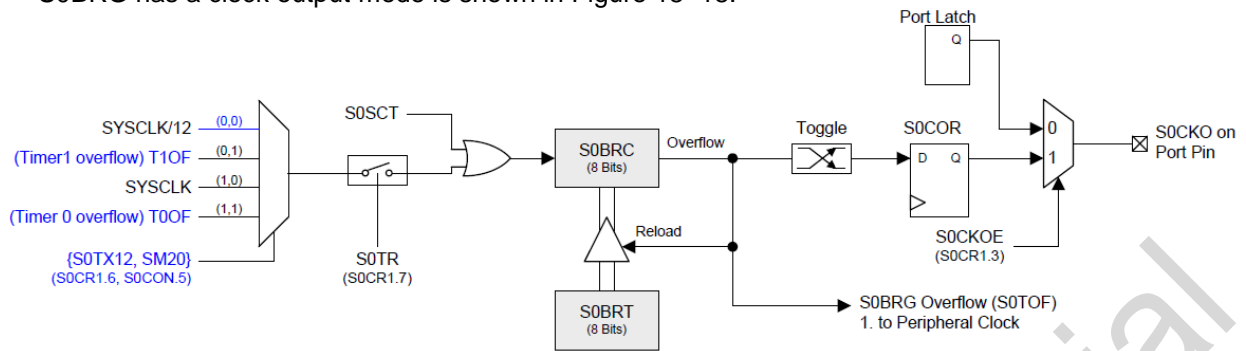 S0BRG has a clock output mode is shown in Figure
Port Latch
Q
SYSCLK/12 (0,0)
(Timer1 overflow) T1OF (0,1)
SYSCLK (1,0)
(Timer 0 overflow) T0OF (1,1)
{S0TX12, SM20}
(S0CR1.6, S0CON.5)
S0SCT
S0TR
(S0CR1.7)
S0BRC
(8 Bits)
Overflow
Reload
S0BRT
(8 Bits)
Toggle
S0COR
D Q
0
1
S0CKOE
(S0CR1.3)
S0CKO on
Port Pin
S0BRG Overflow (S0TOF)
1. to Peripheral Clock
ial